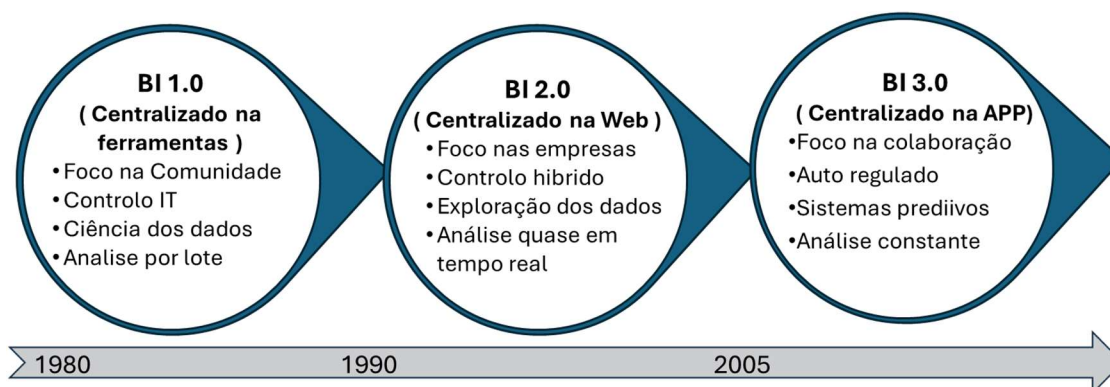 BI 1.0
( Centralizado na
ferramentas )
•Foco na Comunidade
•Controlo IT
•Ciência dos dados
•Analise por lote
BI 2.0
( Centralizado na Web )
•Foco nas empresas
•Controlo hibrido
•Exploração dos dados
•Análise quase em
tempo real
BI 3.0
( Centralizado na APP)
•Foco na colaboração
•Auto regulado
•Sistemas prediivos
•Análise constante
1980
1990
2005